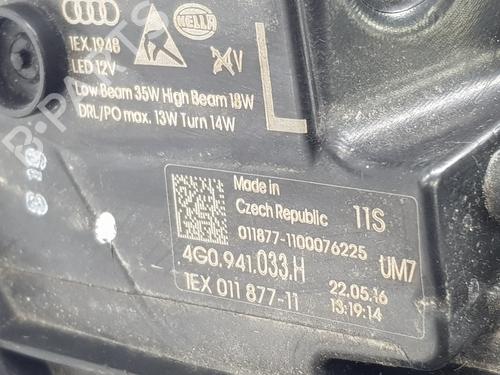 HELLA
1EX.1948
LED 12V
Low Beam 35W High Beam 18W
DRL/PO max. 13W Turn 14W
L
Made in
Czech Republic
11S
011877-1100076225
4G0.941.033.H
UM7
1EX 011 877-11
22.05.16
13:19:14
B-PARTS